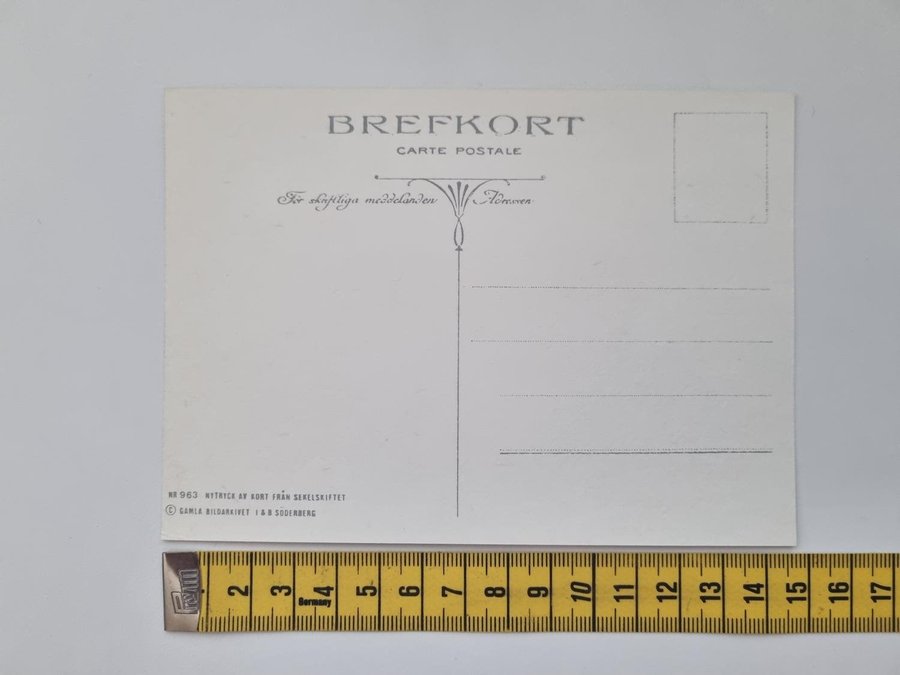 BREFKORT
CARTE POSTALE
För skriftliga meddelanden Adressen
NR 963 NYTRYCK AV KORT FRÅN SEKELSKIFTET
© GAMLA BILDARKIVET I & B SÖDERBERG
2 3 4 5 6 7 8 9 10 11 12 13 14 15 16 17
Germany